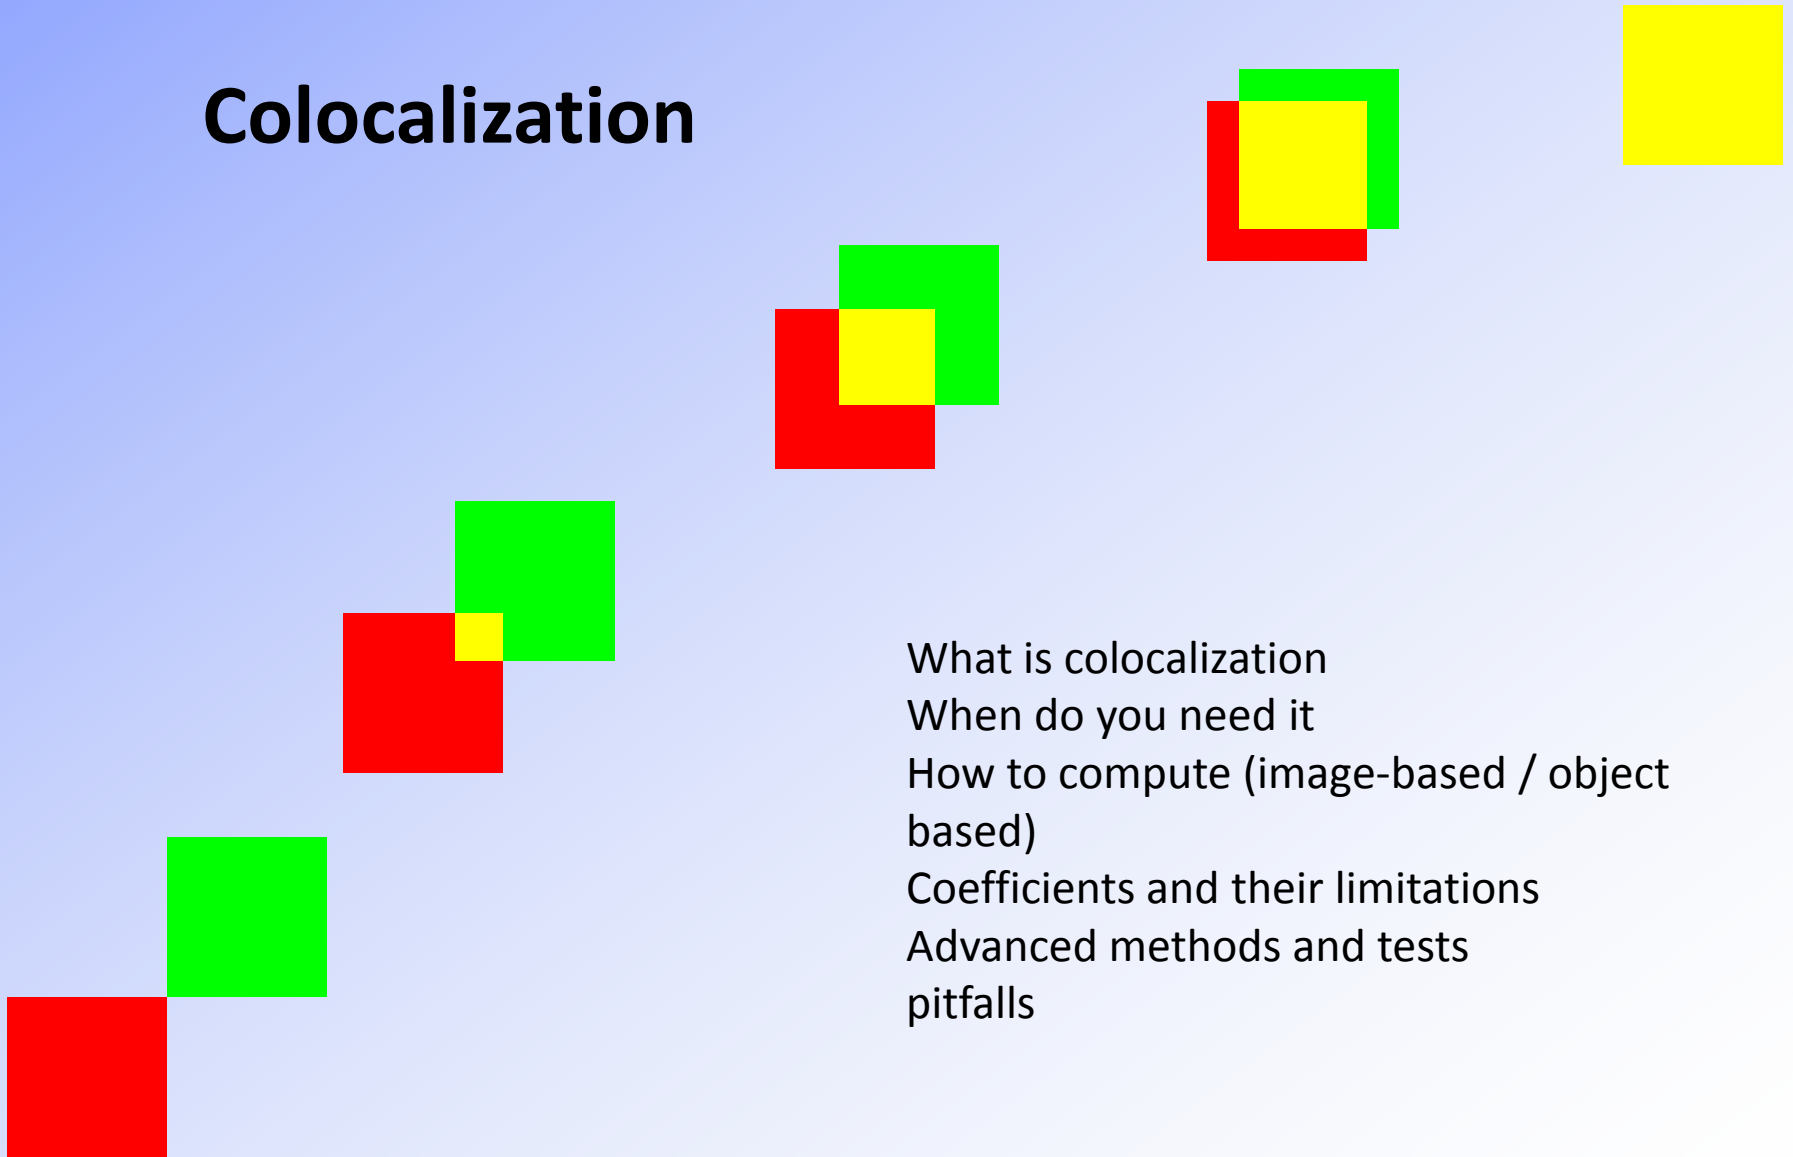 Colocalization
What is colocalization
When do you need it
How to compute (image-based / object
based)
Coefficients and their limitations
Advanced methods and tests
pitfalls